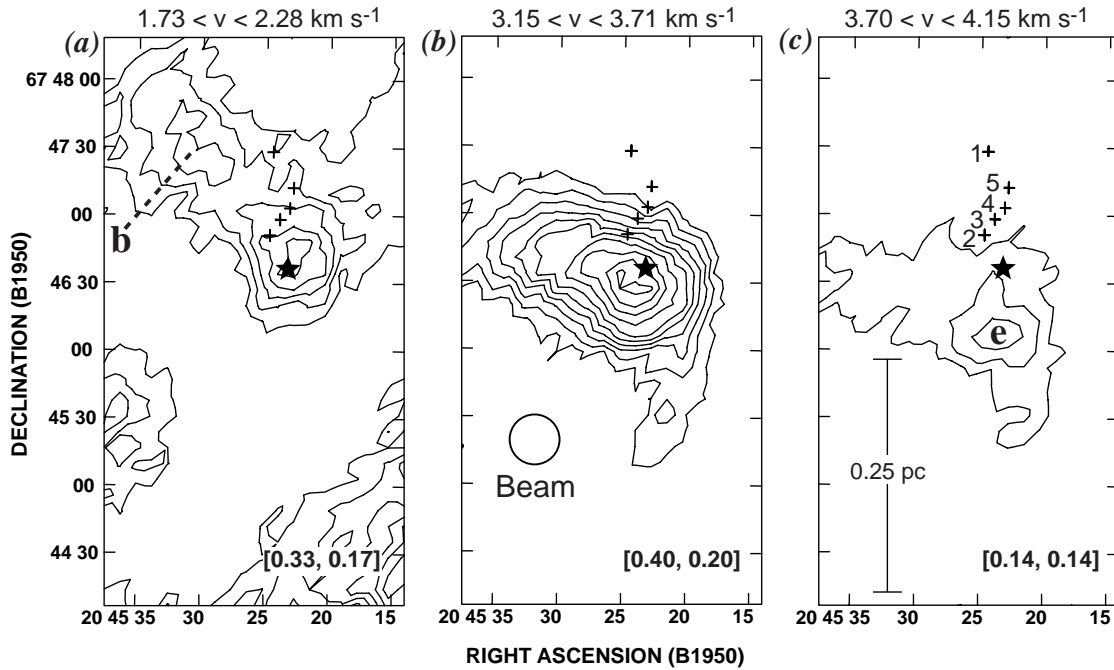 1.73 < v < 2.28 km s-1
3.15 < v < 3.71 km s-1
3.70 < v < 4.15 km s-1
(a)
(b)
(c)
DECLINATION (B1950)
67 48 00
47 30
00
46 30
00
45 30
00
44 30
b
[0.33, 0.17]
Beam
[0.40, 0.20]
1
5
4
3
2
e
0.25 pc
[0.14, 0.14]
20 45 35 30 25 20 15
20 45 35 30 25 20 15
20 45 35 30 25 20 15
RIGHT ASCENSION (B1950)